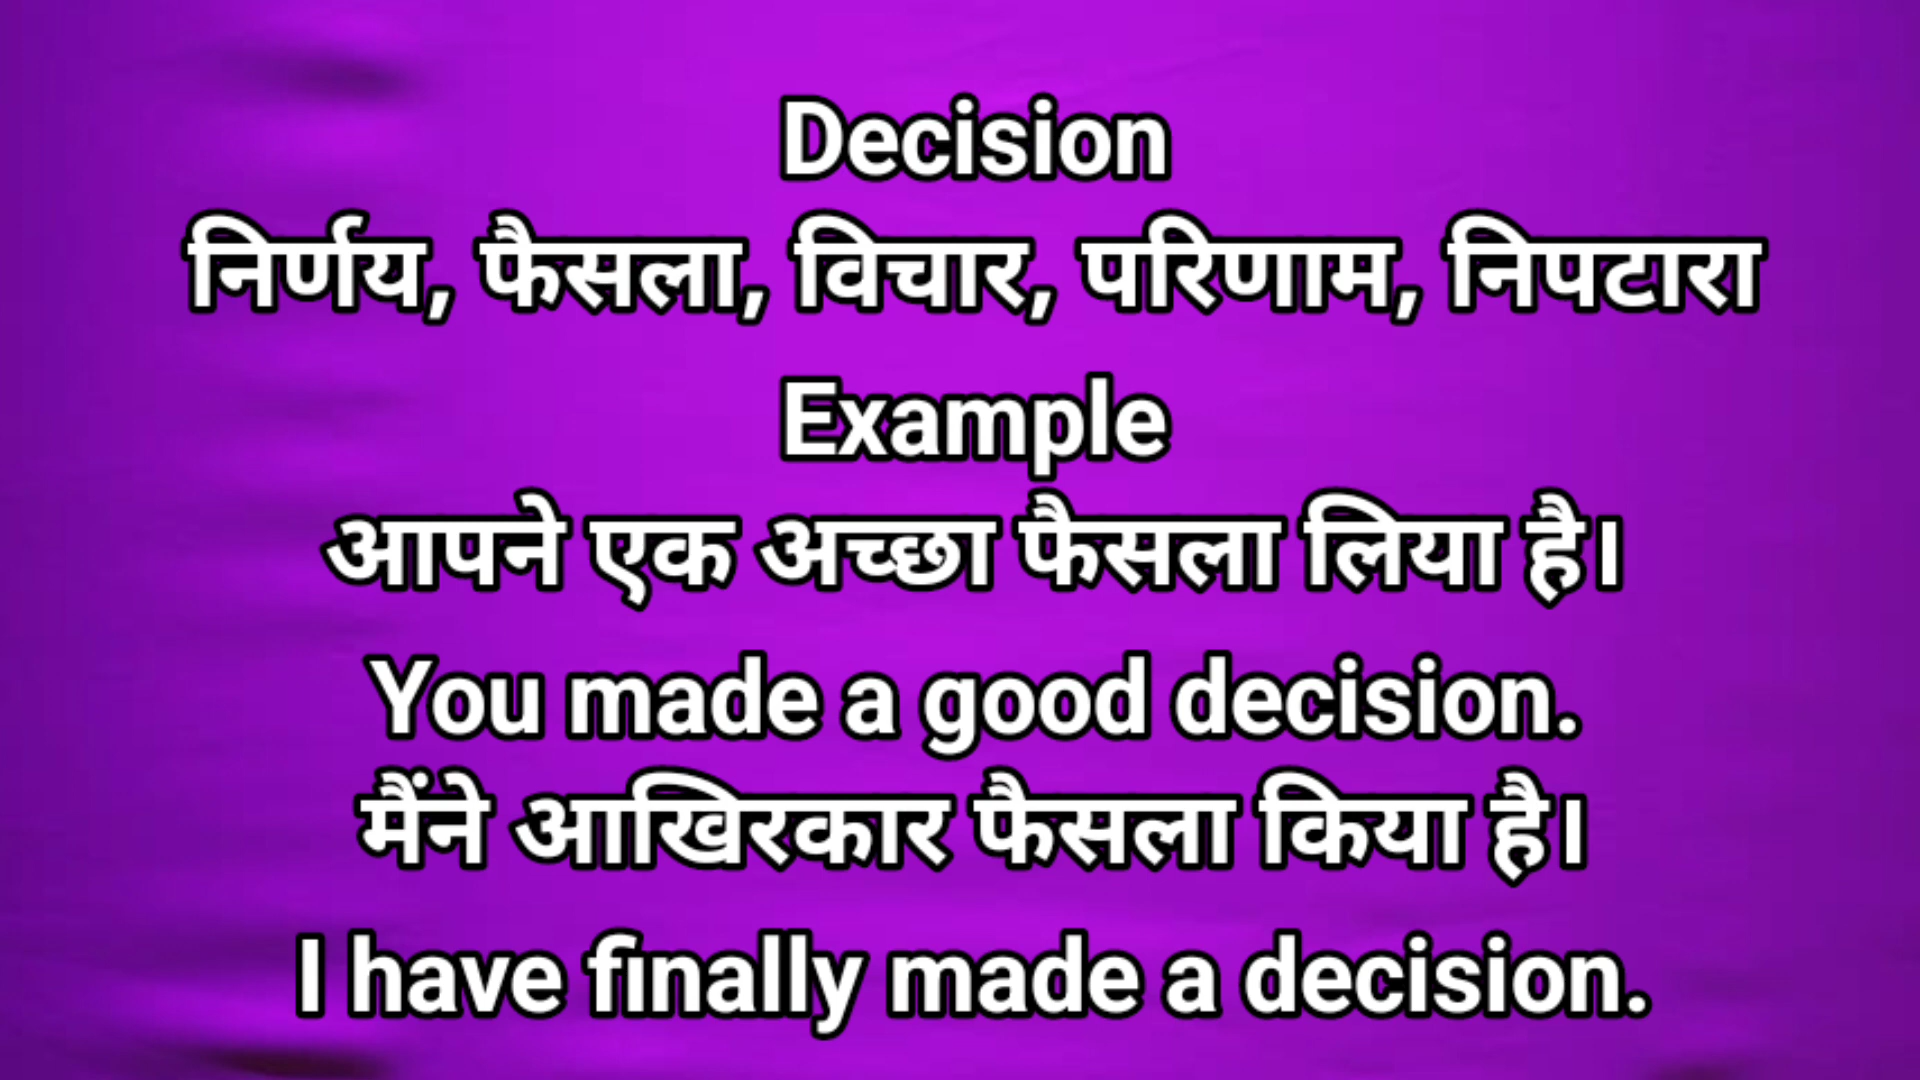 Decision
निर्णय, फैसला, विचार, परिणाम, निपटारा
Example
आपने एक अच्छा फैसला लिया है।
You made a good decision.
मैंने आखिरकार फैसला किया है।
I have finally made a decision.